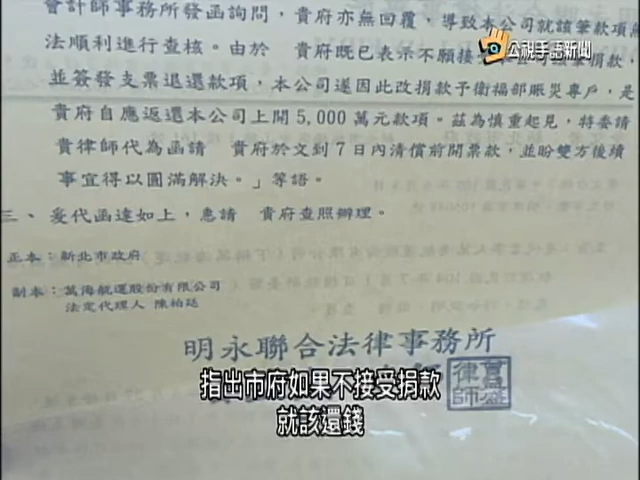 公視手語新聞
會計師事務所發函詢問，貴府亦無回覆，導致本公司就該筆款項無
法順利進行查核。由於　貴府既已表示不願接
筆捐款，
並簽發支票退還款項，本公司遂因此改捐款予衛福部賑災專戶，是
貴府自應返還本公司上開 5,000 萬元款項。茲為慎重起見，特委請
貴律師代為函請　貴府於文到 7 日內清償前開票款，並盼雙方後續
事宜得以圓滿解決。」等語。
三、爰代函達如上，惠請　貴府查照辦理。
正本：新北市政府
副本：萬海航運股份有限公司
法定代理人 陳柏廷
明永聯合法律事務所
律師
指出市府如果不接受捐款
就該還錢